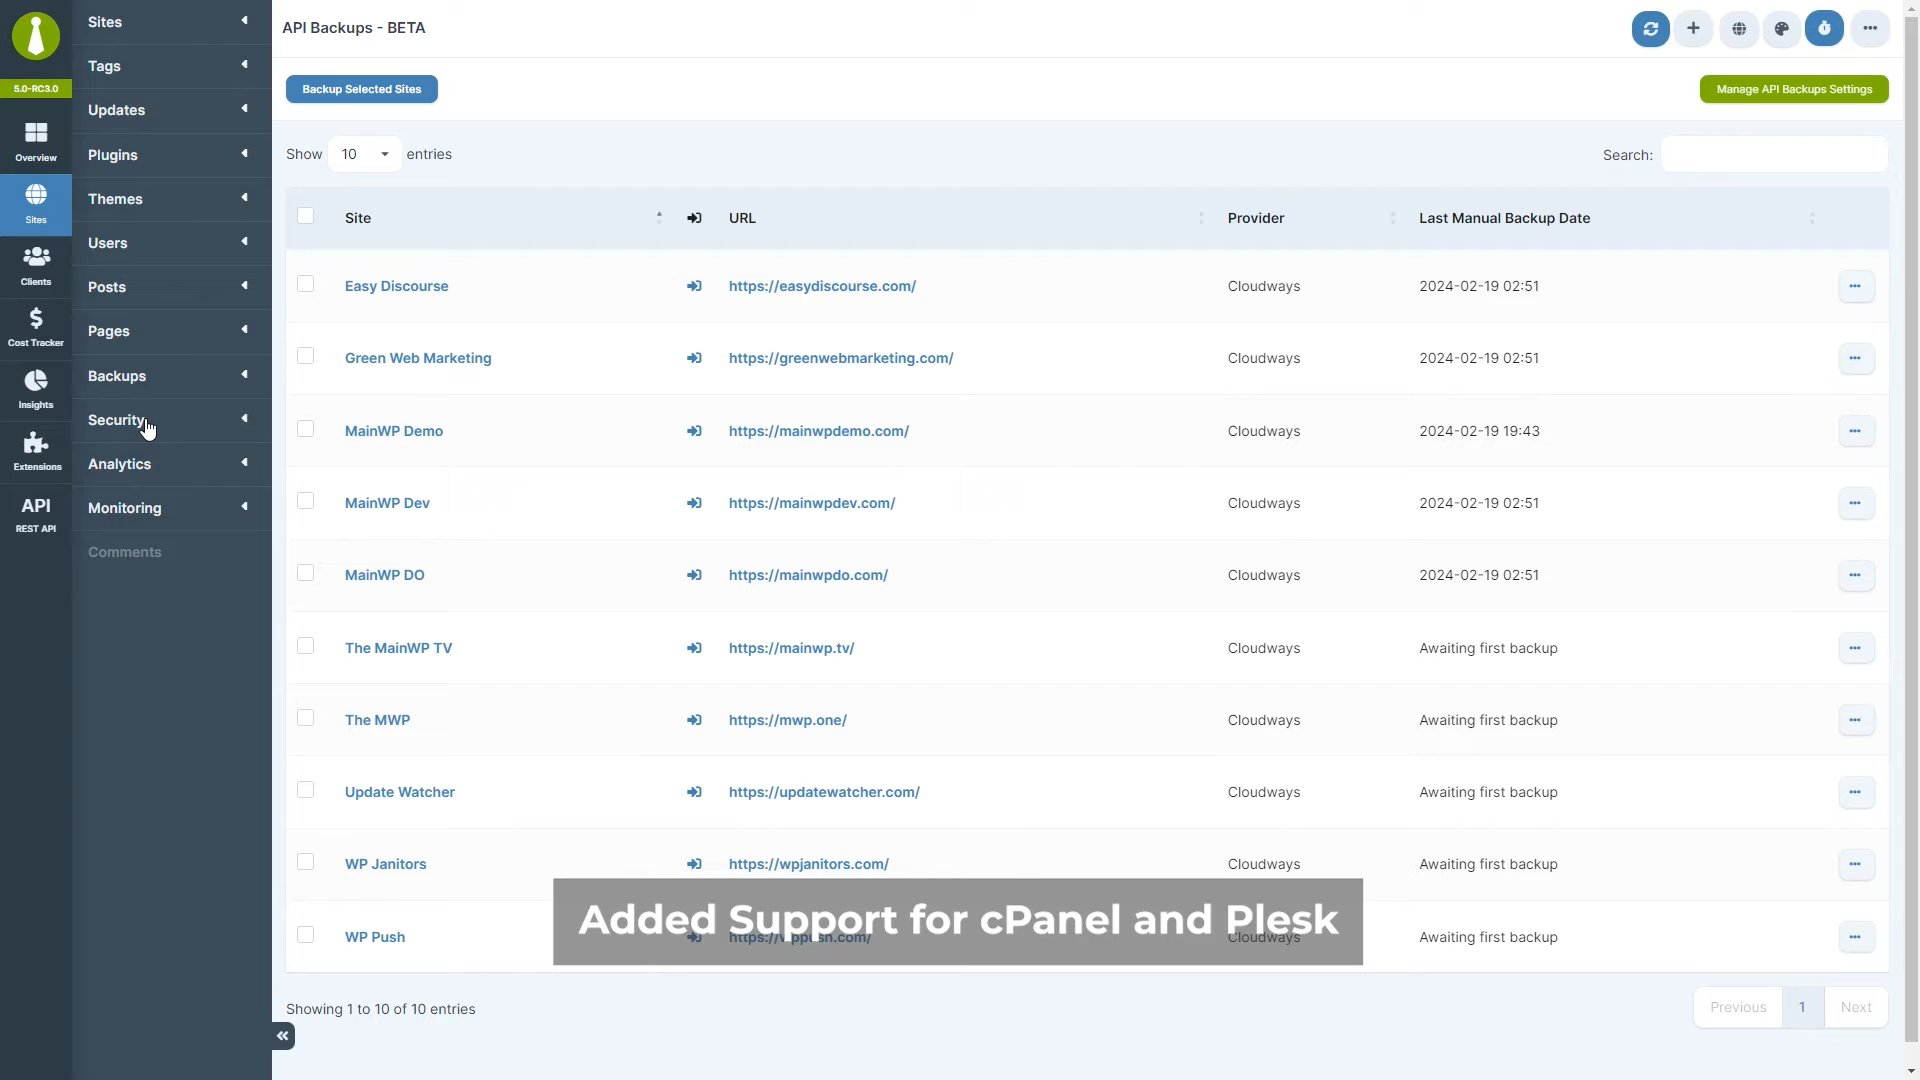 5.0-RC3.0
Overview
Sites
Clients
Cost Tracker
Insights
Extensions
API
REST API
Sites
Tags
Updates
Plugins
Themes
Users
Posts
Pages
Backups
Security
Analytics
Monitoring
Comments
API Backups - BETA
Backup Selected Sites
Manage API Backups Settings
Show 10 entries
Search:
Site URL Provider Last Manual Backup Date
Easy Discourse https://easydiscourse.com/ Cloudways 2024-02-19 02:51
Green Web Marketing https://greenwebmarketing.com/ Cloudways 2024-02-19 02:51
MainWP Demo https://mainwpdemo.com/ Cloudways 2024-02-19 19:43
MainWP Dev https://mainwpdev.com/ Cloudways 2024-02-19 02:51
MainWP DO https://mainwpdo.com/ Cloudways 2024-02-19 02:51
The MainWP TV https://mainwp.tv/ Cloudways Awaiting first backup
The MWP https://mwp.one/ Cloudways Awaiting first backup
Update Watcher https://updatewatcher.com/ Cloudways Awaiting first backup
WP Janitors https://wpjanitors.com/ Cloudways Awaiting first backup
WP Push Awaiting first backup
Added Support for cPanel and Plesk
Showing 1 to 10 of 10 entries
Previous 1 Next